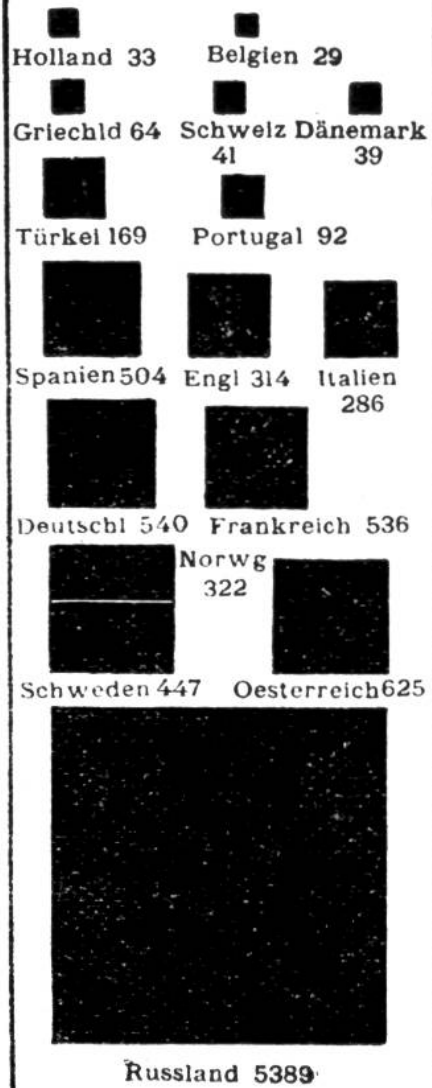 Holland 33 Belgien 29
Griechld 64 Schweiz 41 Dänemark 39
Türkei 169 Portugal 92
Spanien 504 Engl 314 Italien 286
Deutschl 540 Frankreich 536
Norwg 322
Schweden 447 Oesterreich 625
Russland 5389